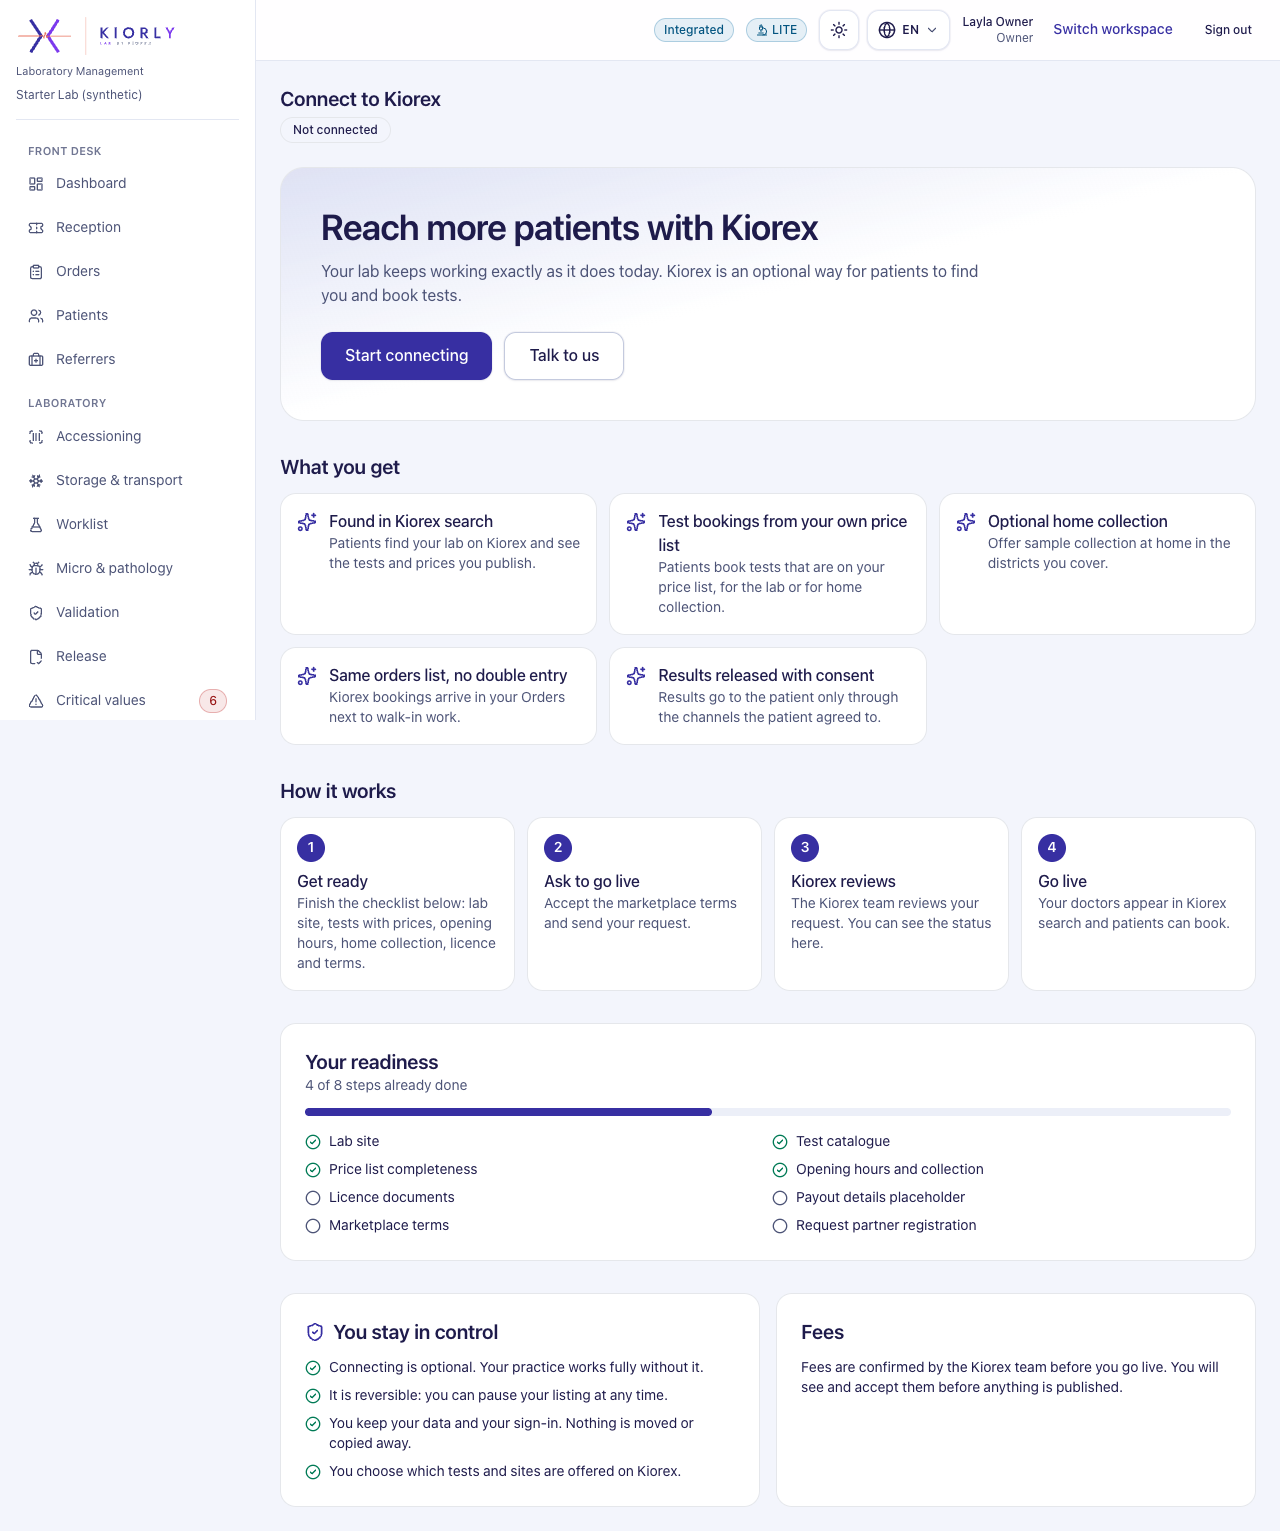 KIORLY
Laboratory Management
Starter Lab (synthetic)
FRONT DESK
Dashboard
Reception
Orders
Patients
Referrers
LABORATORY
Accessioning
Storage & transport
Worklist
Micro & pathology
Validation
Release
Critical values
6
Integrated
LITE
EN
Layla Owner
Owner
Switch workspace
Sign out
Connect to Kiorex
Not connected
Reach more patients with Kiorex
Your lab keeps working exactly as it does today. Kiorex is an optional way for patients to find
you and book tests.
Start connecting
Talk to us
What you get
Found in Kiorex search
Patients find your lab on Kiorex and see
the tests and prices you publish.
Test bookings from your own price
list
Patients book tests that are on your
price list, for the lab or for home
collection.
Optional home collection
Offer sample collection at home in the
districts you cover.
Same orders list, no double entry
Kiorex bookings arrive in your Orders
next to walk-in work.
Results released with consent
Results go to the patient only through
the channels the patient agreed to.
How it works
1
Get ready
Finish the checklist below: lab
site, tests with prices, opening
hours, home collection, licence
and terms.
2
Ask to go live
Accept the marketplace terms
and send your request.
3
Kiorex reviews
The Kiorex team reviews your
request. You can see the status
here.
4
Go live
Your doctors appear in Kiorex
search and patients can book.
Your readiness
4 of 8 steps already done
Lab site
Test catalogue
Price list completeness
Opening hours and collection
Licence documents
Payout details placeholder
Marketplace terms
Request partner registration
You stay in control
Connecting is optional. Your practice works fully without it.
It is reversible: you can pause your listing at any time.
You keep your data and your sign-in. Nothing is moved or
copied away.
You choose which tests and sites are offered on Kiorex.
Fees
Fees are confirmed by the Kiorex team before you go live. You will
see and accept them before anything is published.